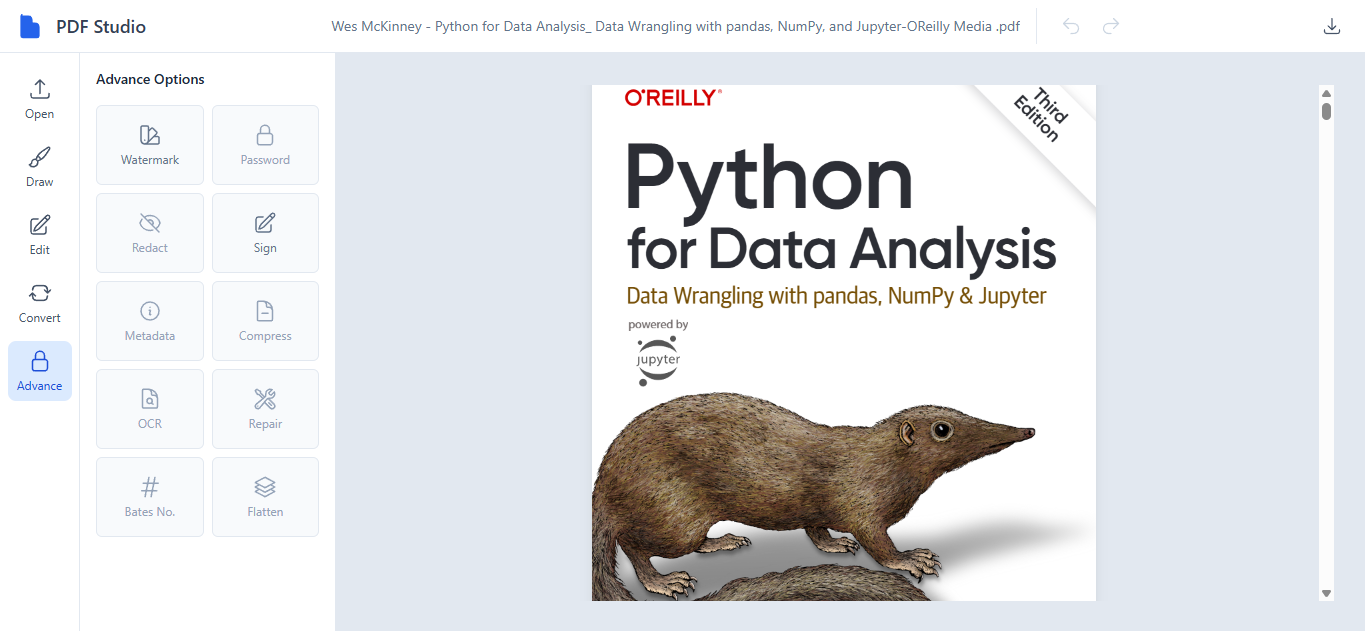 PDF Studio
Wes McKinney - Python for Data Analysis_ Data Wrangling with pandas, NumPy, and Jupyter-OReilly Media .pdf
Open
Draw
Edit
Convert
Advance
Advance Options
Watermark
Password
Redact
Sign
Metadata
Compress
OCR
Repair
Bates No.
Flatten
O'REILLY®
Third
Edition
Python
for Data Analysis
Data Wrangling with pandas, NumPy & Jupyter
powered by
jupyter